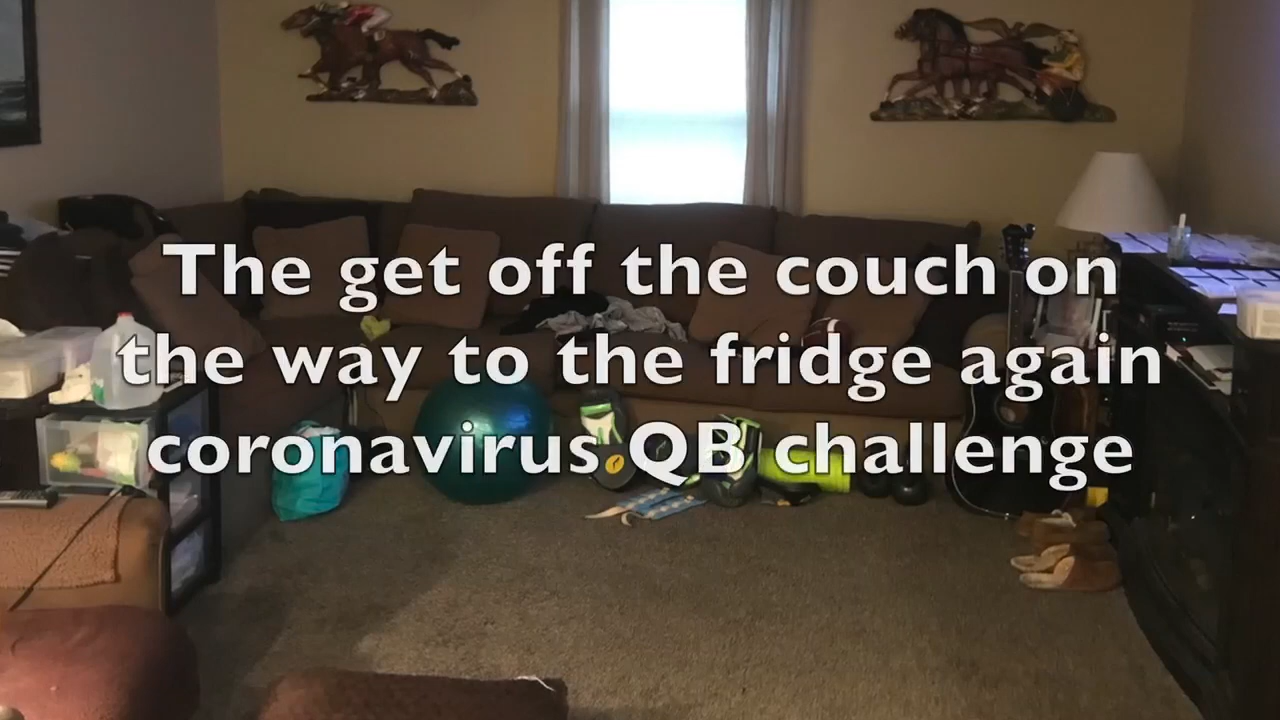 The get off the couch on
the way to the fridge again
coronavirus QB challenge